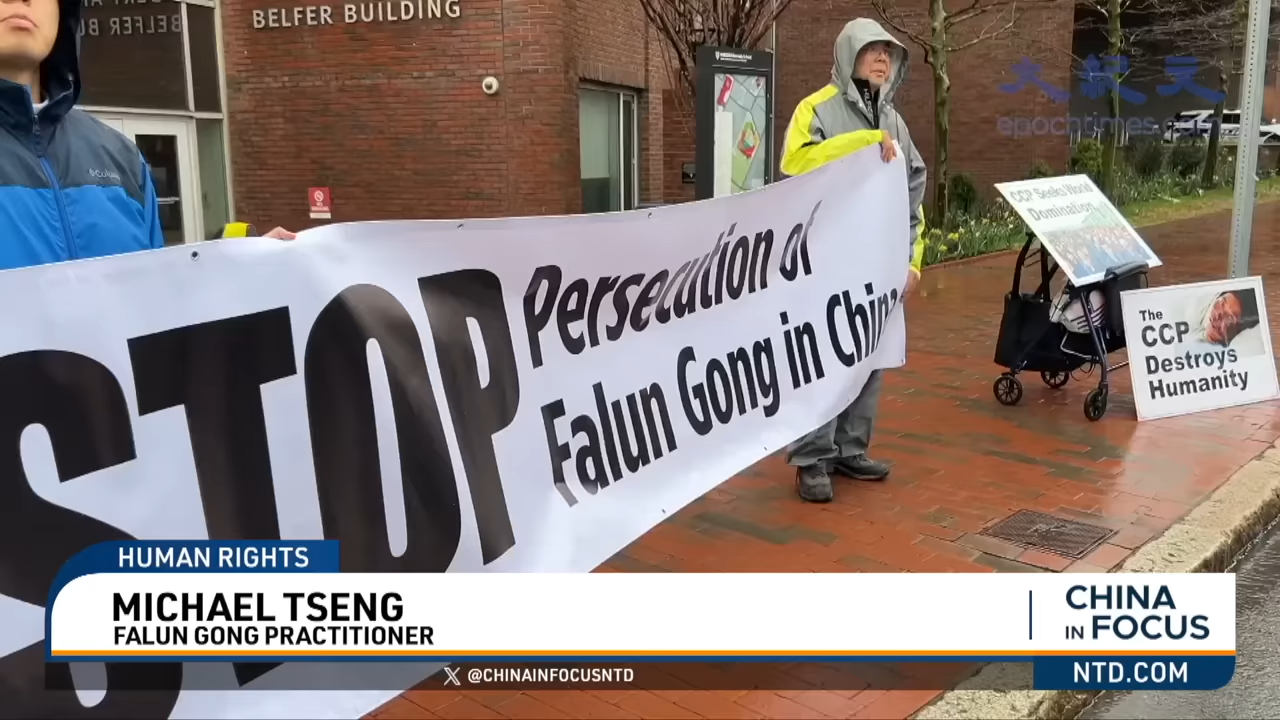 BELFER BUILDING
大紀元
epochtimes.com
Columbia
STOP
Persecution of
Falun Gong in China
CCP Seeks World
Domination
The
CCP
Destroys
Humanity
HUMAN RIGHTS
MICHAEL TSENG
FALUN GONG PRACTITIONER
CHINA
IN FOCUS
X @CHINAINFOCUSNTD
NTD.COM